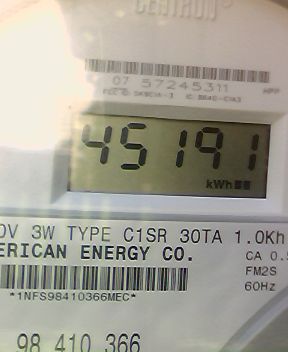 CENTRON
07 57245311
45191
kWh
0V 3W TYPE C1SR 30TA 1.0Kh
ERICAN ENERGY CO.
CA 0.5
FM2S
60Hz
*1NFS98410366MEC*
98 410 366